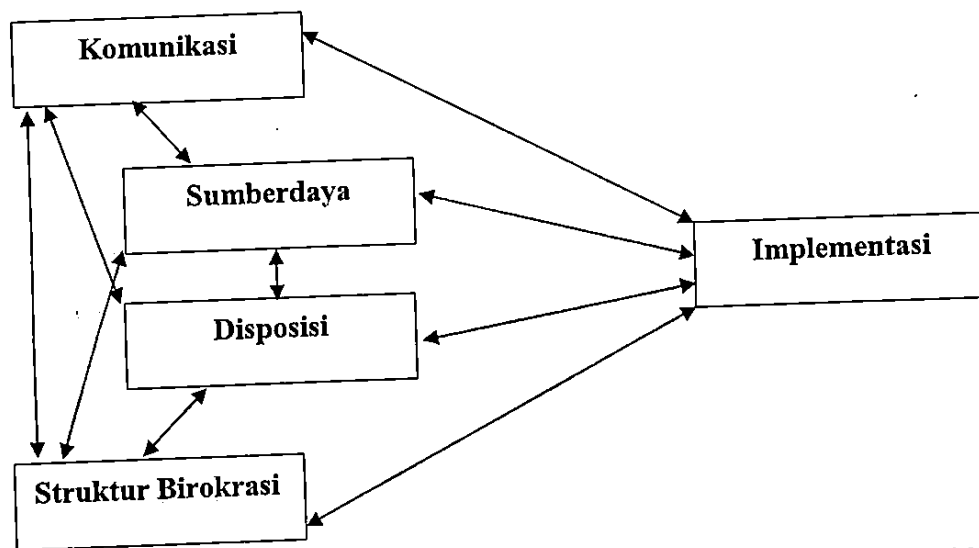 Komunikasi
Sumberdaya
Implementasi
Disposisi
Struktur Birokrasi